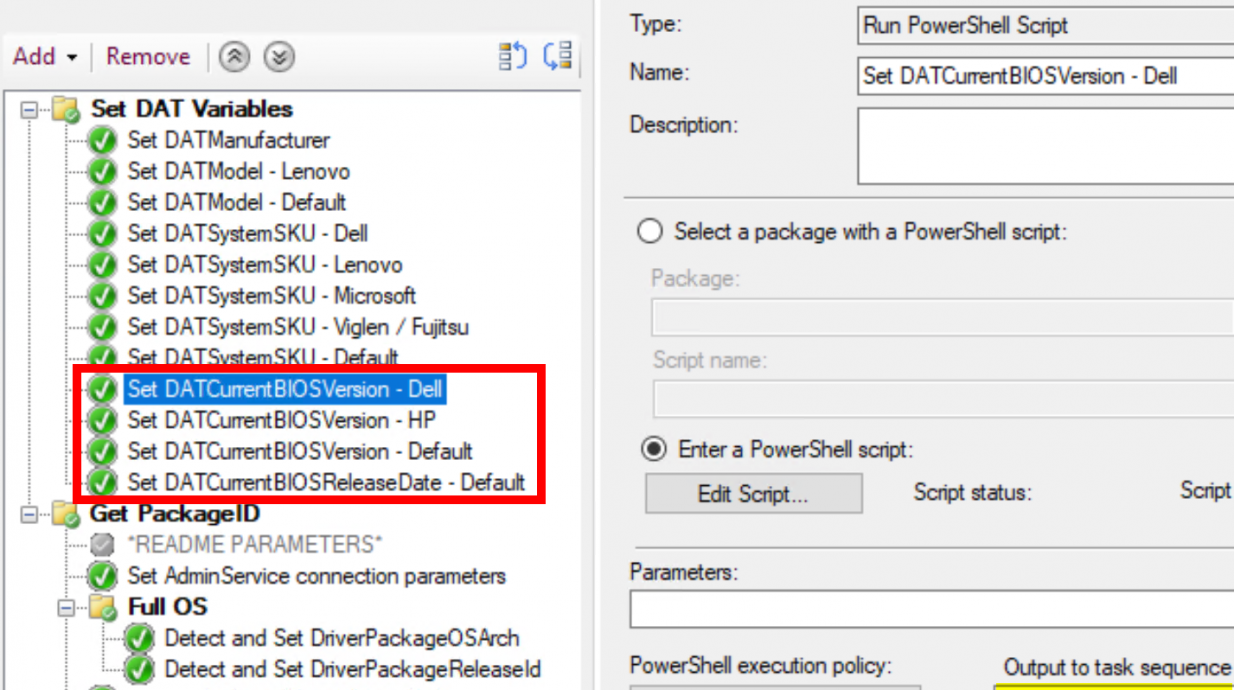 Add
Remove
Set DAT Variables
Set DATManufacturer
Set DATModel - Lenovo
Set DATModel - Default
Set DATSystemSKU - Dell
Set DATSystemSKU - Lenovo
Set DATSystemSKU - Microsoft
Set DATSystemSKU - Viglen / Fujitsu
Set DATSystemSKU - Default
Set DATCurrentBIOSVersion - Dell
Set DATCurrentBIOSVersion - HP
Set DATCurrentBIOSVersion - Default
Set DATCurrentBIOSReleaseDate - Default
Get PackageID
*README PARAMETERS*
Set AdminService connection parameters
Full OS
Detect and Set DriverPackageOSArch
Detect and Set DriverPackageReleaseId
Type:
Run PowerShell Script
Name:
Set DATCurrentBIOSVersion - Dell
Description:
Select a package with a PowerShell script:
Package:
Script name:
Enter a PowerShell script:
Edit Script...
Script status:
Script
Parameters:
PowerShell execution policy:
Output to task sequence